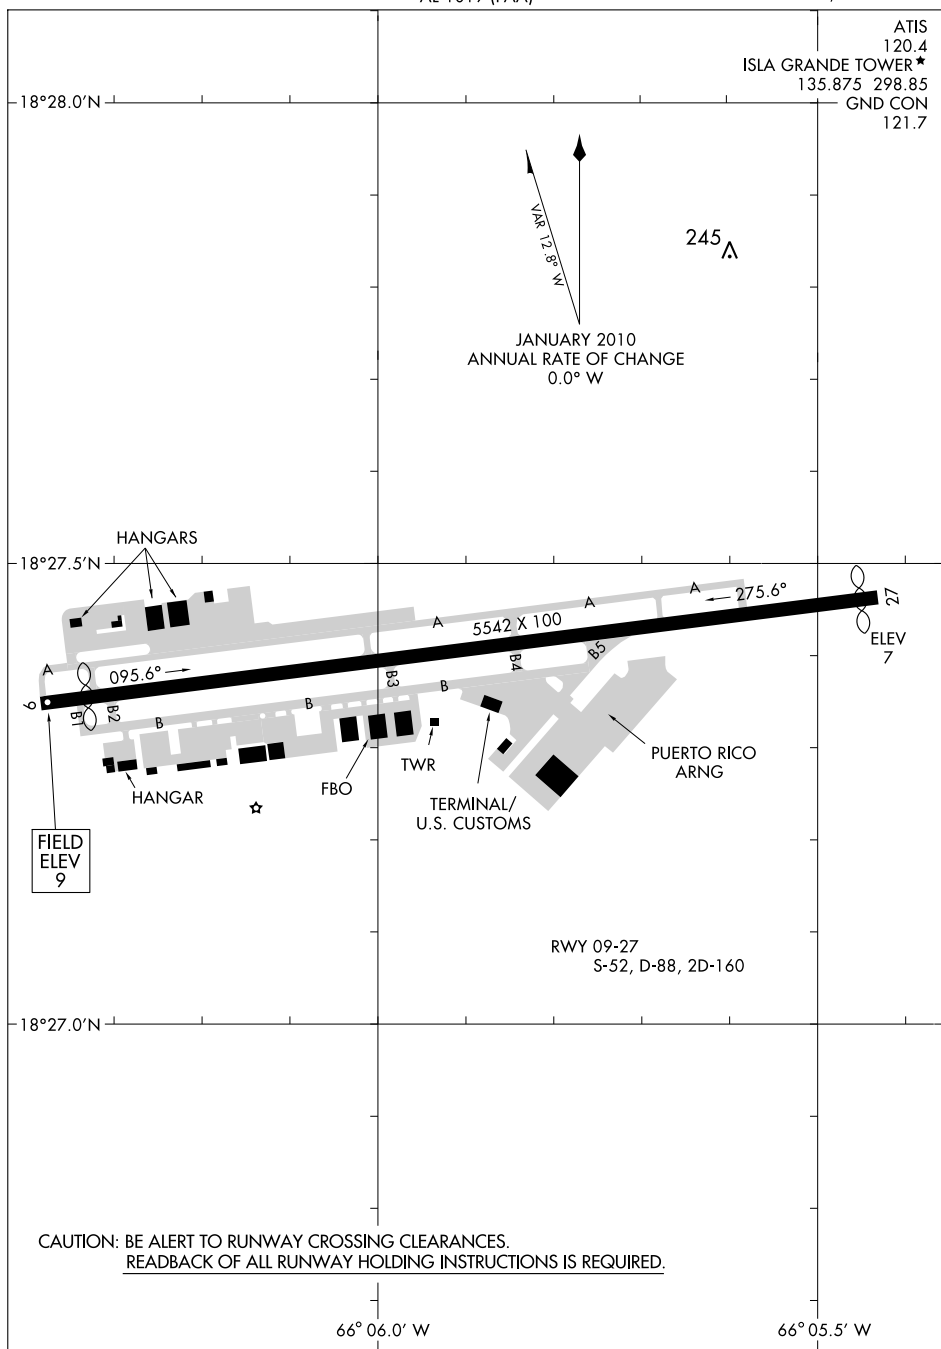 ATIS
120.4
ISLA GRANDE TOWER★
135.875 298.85
GND CON
121.7
18°28.0'N
VAR 12.8° W
245
JANUARY 2010
ANNUAL RATE OF CHANGE
0.0° W
HANGARS
18°27.5'N
A
A
A
275.6°
27
5542 X 100
ELEV
7
A
095.6°
9
B1
B2
B
B
B3
B
B4
B5
HANGAR
FBO
TWR
TERMINAL/
U.S. CUSTOMS
PUERTO RICO
ARNG
FIELD
ELEV
9
RWY 09-27
S-52, D-88, 2D-160
18°27.0'N
CAUTION: BE ALERT TO RUNWAY CROSSING CLEARANCES.
READBACK OF ALL RUNWAY HOLDING INSTRUCTIONS IS REQUIRED.
66° 06.0' W
66° 05.5' W